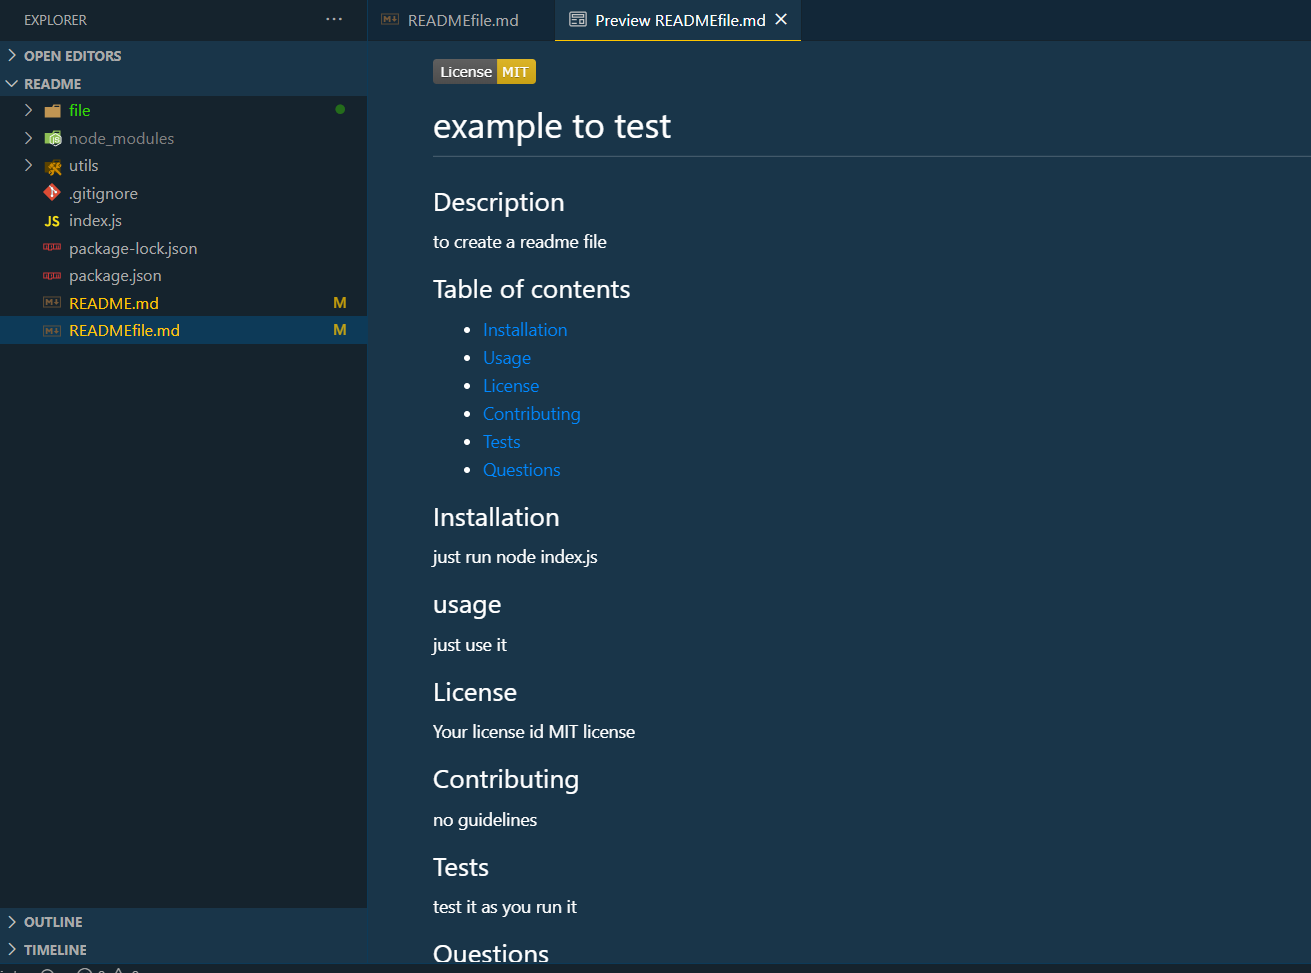 EXPLORER
···
READMEfile.md
Preview READMEfile.md
OPEN EDITORS
README
file
node_modules
utils
.gitignore
JS index.js
package-lock.json
package.json
README.md M
READMEfile.md M
OUTLINE
TIMELINE
License MIT
example to test
Description
to create a readme file
Table of contents
• Installation
• Usage
• License
• Contributing
• Tests
• Questions
Installation
just run node index.js
usage
just use it
License
Your license id MIT license
Contributing
no guidelines
Tests
test it as you run it
Questions